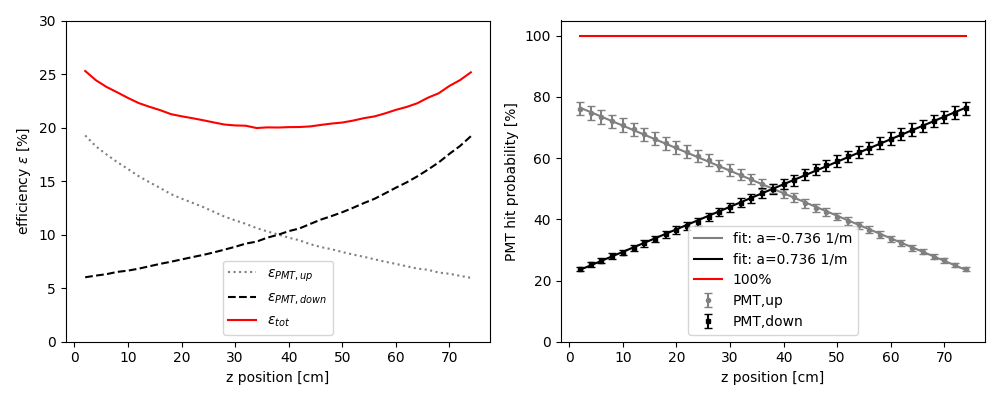 30
25
20
15
10
5
0
efficiency ε [%]
ε_PMT,up
ε_PMT,down
ε_tot
0 10 20 30 40 50 60 70
z position [cm]
100
80
60
40
20
0
PMT hit probability [%]
fit: a=-0.736 1/m
fit: a=0.736 1/m
100%
PMT,up
PMT,down
0 10 20 30 40 50 60 70
z position [cm]